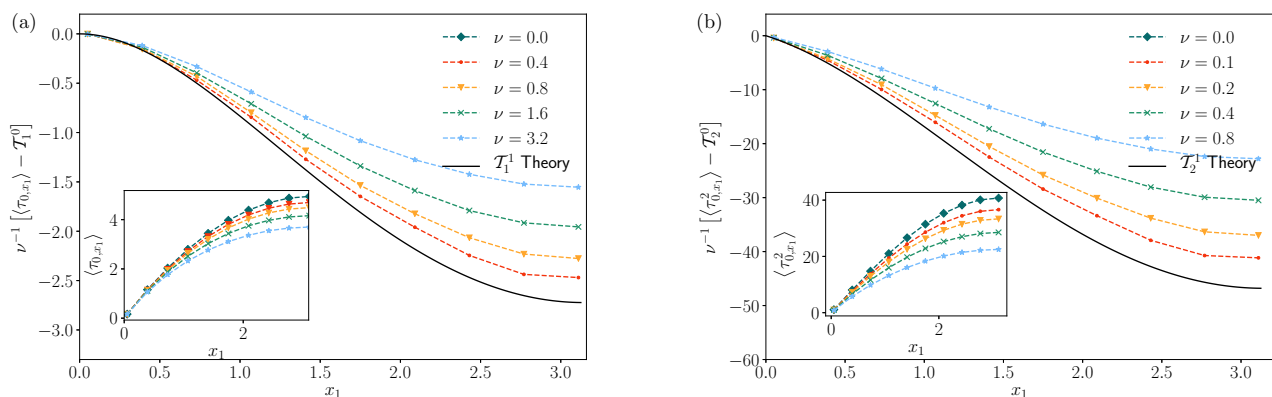 (a)
ν⁻¹ [⟨τ₀,ₓ₁⟩ − 𝒯₁⁰]
0.0
−0.5
−1.0
−1.5
−2.0
−2.5
−3.0
ν = 0.0
ν = 0.4
ν = 0.8
ν = 1.6
ν = 3.2
𝒯₁¹ Theory
⟨τ₀,ₓ₁⟩
4
2
0
0
2
x₁
0.0
0.5
1.0
1.5
2.0
2.5
3.0
x₁
(b)
ν⁻¹ [⟨τ²₀,ₓ₁⟩ − 𝒯₂⁰]
0
−10
−20
−30
−40
−50
−60
ν = 0.0
ν = 0.1
ν = 0.2
ν = 0.4
ν = 0.8
𝒯₂¹ Theory
⟨τ²₀,ₓ₁⟩
40
20
0
0
2
x₁
0.0
0.5
1.0
1.5
2.0
2.5
3.0
x₁